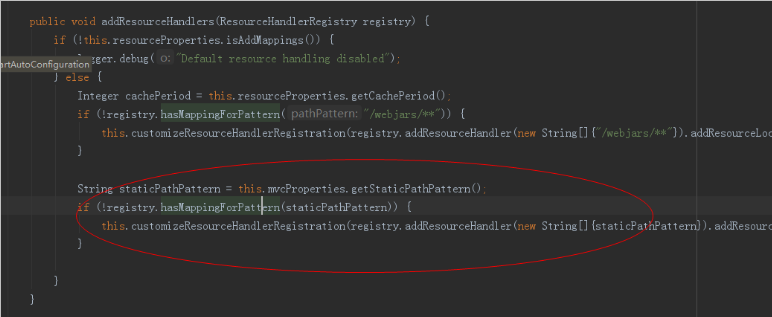 public void addResourceHandlers(ResourceHandlerRegistry registry) {
if (!this.resourceProperties.isAddMappings()) {
gger.debug( o: "Default resource handling disabled");
artAutoConfiguration
} else {
Integer cachePeriod = this.resourceProperties.getCachePeriod();
if (!registry.hasMappingForPattern( pathPattern: "/webjars/**")) {
this.customizeResourceHandlerRegistration(registry.addResourceHandler(new String[]{"/webjars/**"}).addResourceLoc
}
String staticPathPattern = this.mvcProperties.getStaticPathPattern();
if (!registry.hasMappingForPattern(staticPathPattern)) {
this.customizeResourceHandlerRegistration(registry.addResourceHandler(new String[]{staticPathPattern}).addResourc
}
}
}